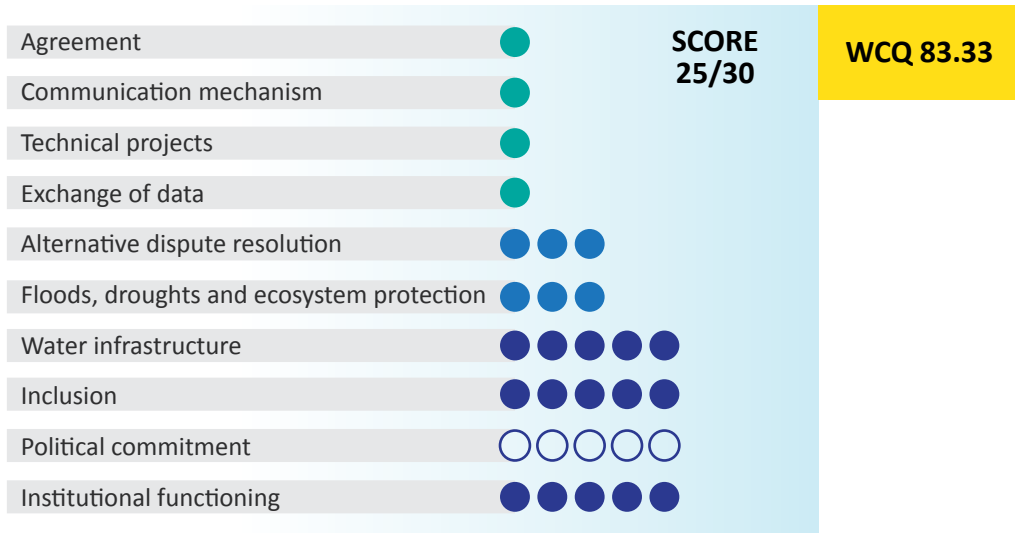 Agreement
Communication mechanism
Technical projects
Exchange of data
Alternative dispute resolution
Floods, droughts and ecosystem protection
Water infrastructure
Inclusion
Political commitment
Institutional functioning
SCORE
25/30
WCQ 83.33